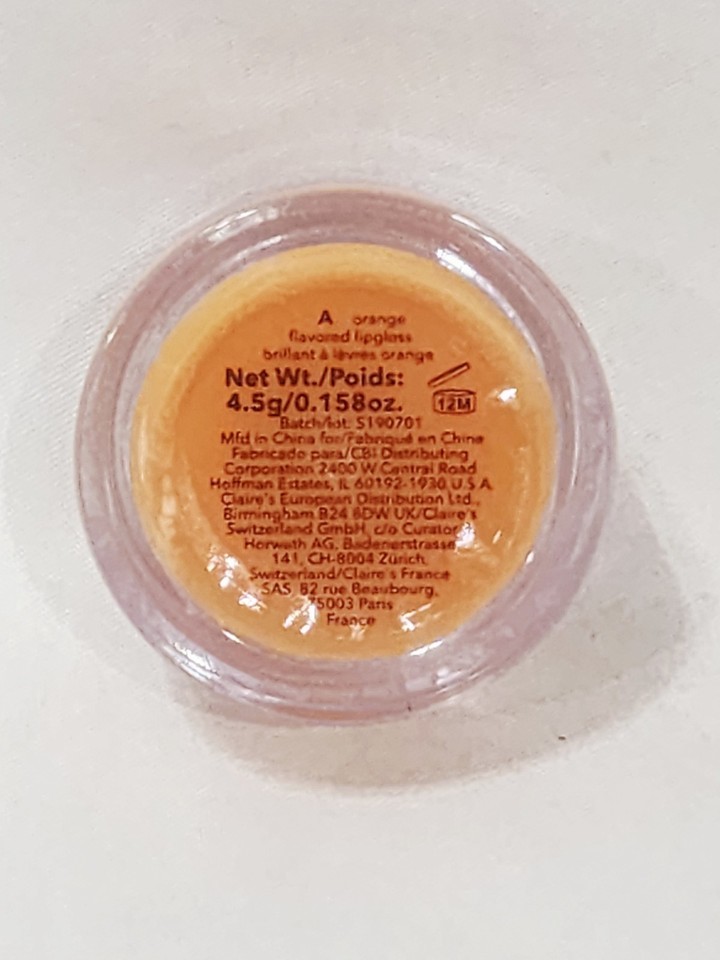 A orange
flavored lipgloss
brillant à lèvres orange
Net Wt./Poids:
4.5g/0.158oz.
12M
Batch/lot: S190701
Mfd in China for/Fabriqué en Chine
Fabricado para/CBI Distributing
Corporation 2400 W Central Road
Hoffman Estates, IL 60192-1930 U.S.A.
Claire's European Distribution Ltd.,
Birmingham B24 8DW UK/Claire's
Switzerland GmbH, c/o Curator
Horwath AG, Badenerstrasse
141, CH-8004 Zürich,
Switzerland/Claire's France
SAS, 82 rue Beaubourg,
75003 Paris
France